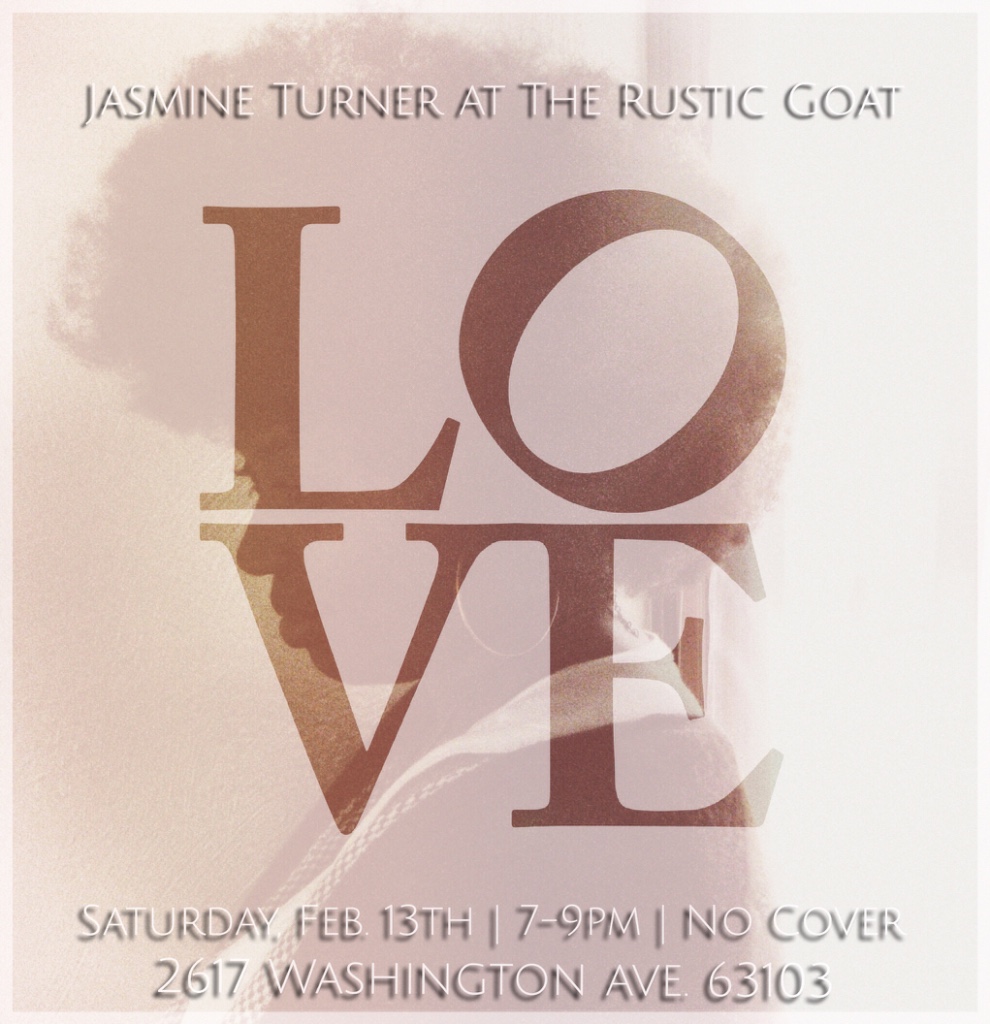 Jasmine Turner at The Rustic Goat
LO
VE
Saturday, Feb. 13th | 7-9pm | No Cover
2617 Washington Ave. 63103